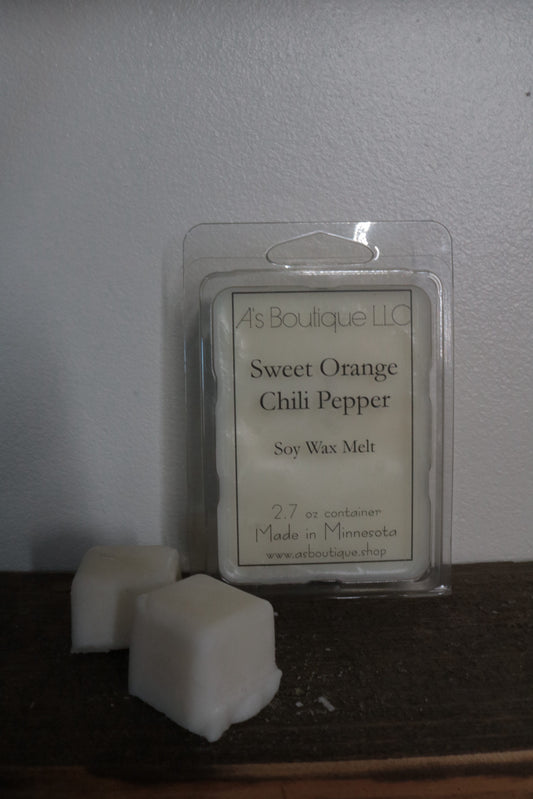 A's Boutique LLC
Sweet Orange
Chili Pepper
Soy Wax Melt
2.7 oz container
Made in Minnesota
www.asboutique.shop